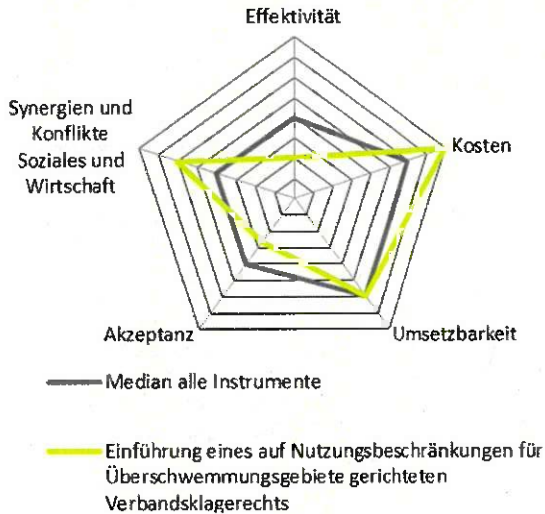 Effektivität
Synergien und
Konflikte
Soziales und
Wirtschaft
Kosten
Akzeptanz
Umsetzbarkeit
Median alle Instrumente
Einführung eines auf Nutzungsbeschränkungen für
Überschwemmungsgebiete gerichteten
Verbandsklagerechts